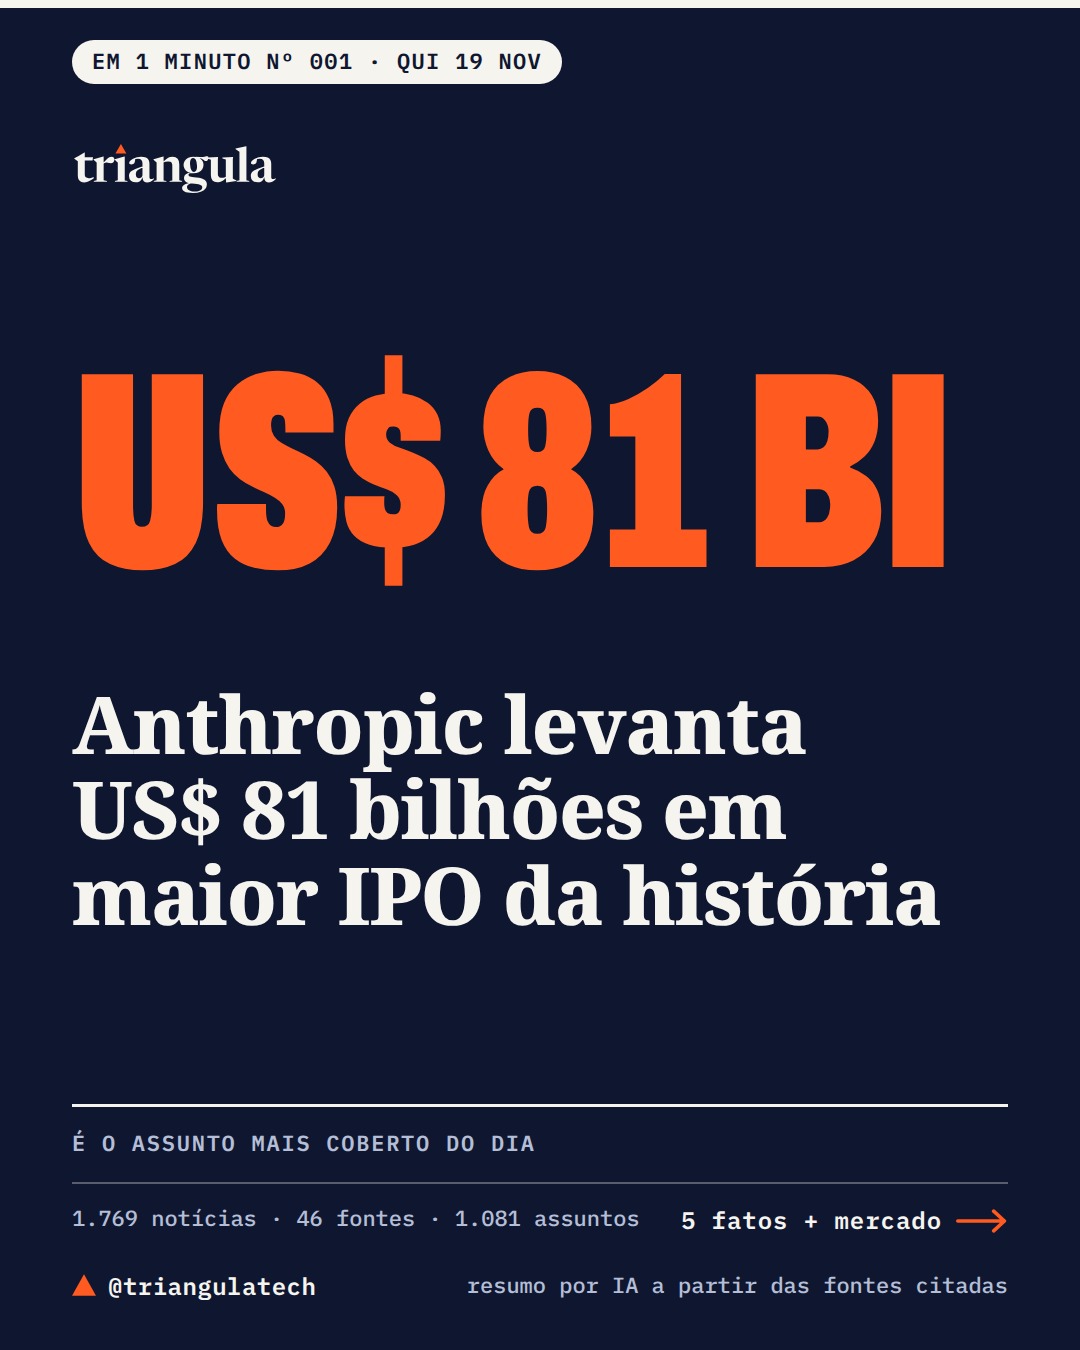 EM 1 MINUTO Nº 001 · QUI 19 NOV
triangula
US$ 81 BI
Anthropic levanta
US$ 81 bilhões em
maior IPO da história
É O ASSUNTO MAIS COBERTO DO DIA
1.769 notícias · 46 fontes · 1.081 assuntos
5 fatos + mercado
@triangulatech
resumo por IA a partir das fontes citadas